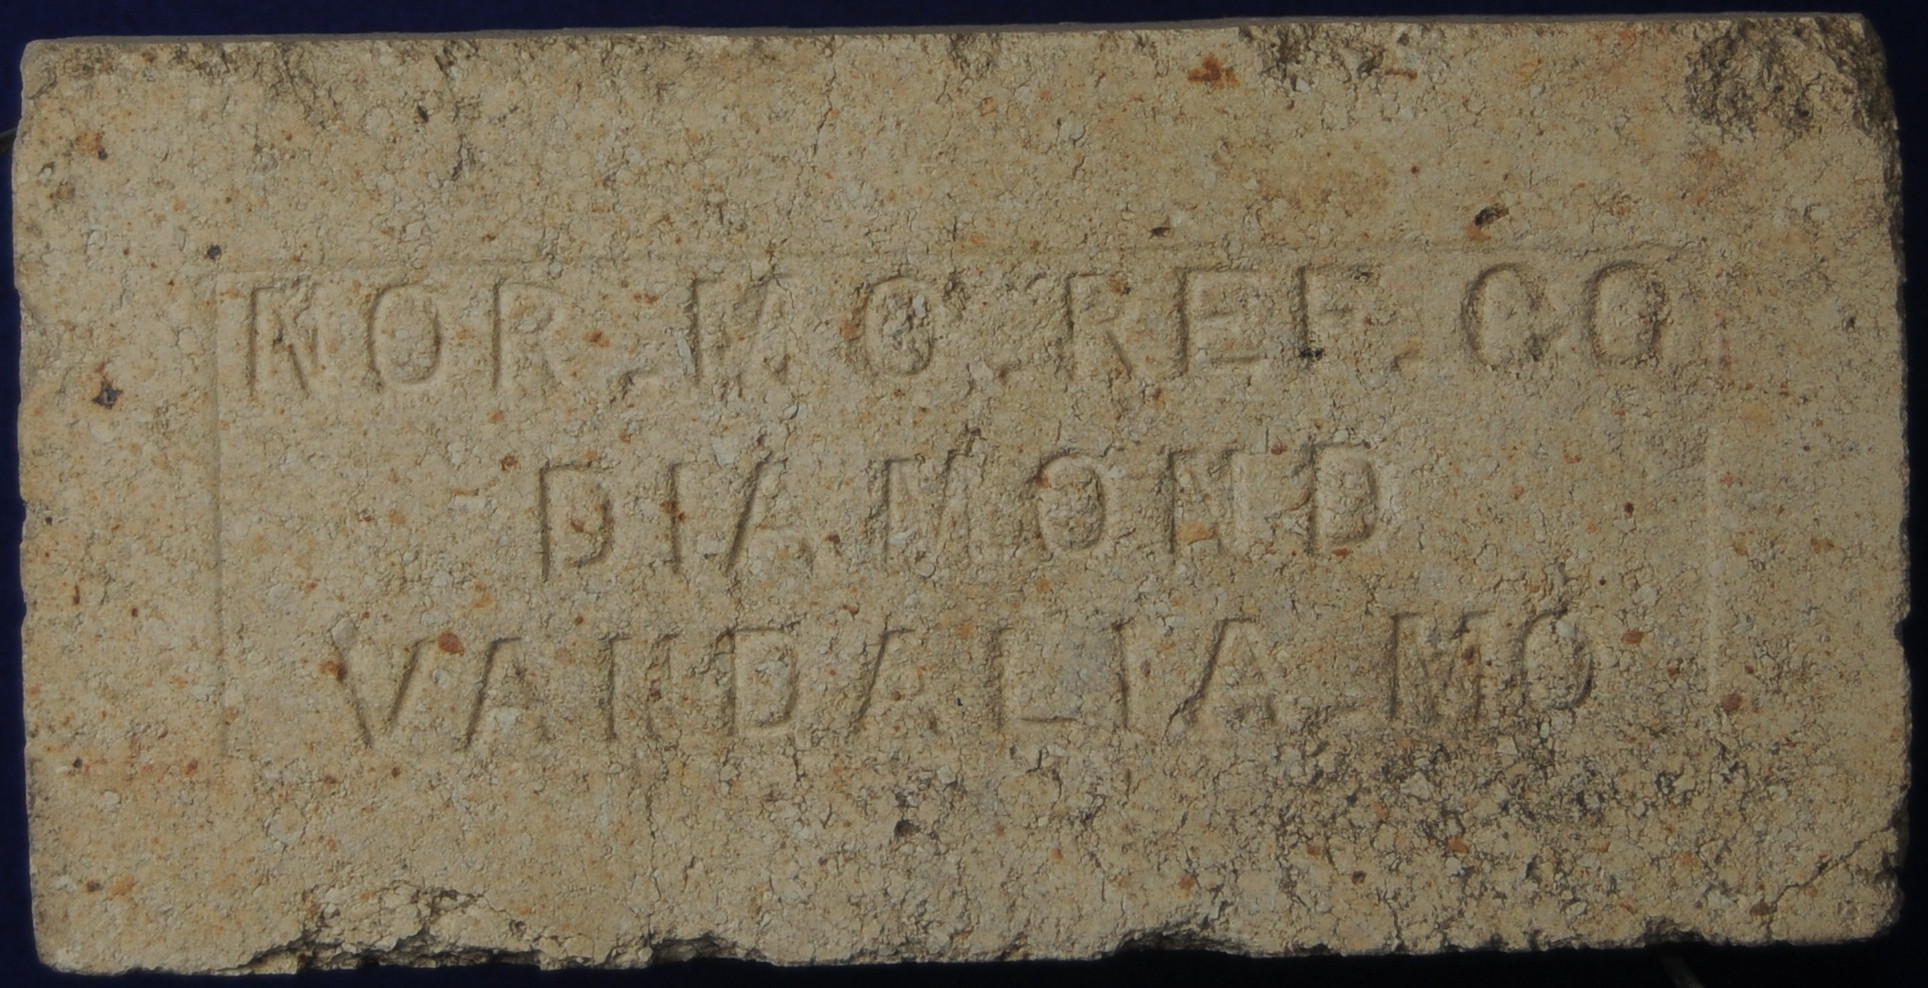 NOR. MO. REF. CO
DIAMOND
VANDALIA. MO